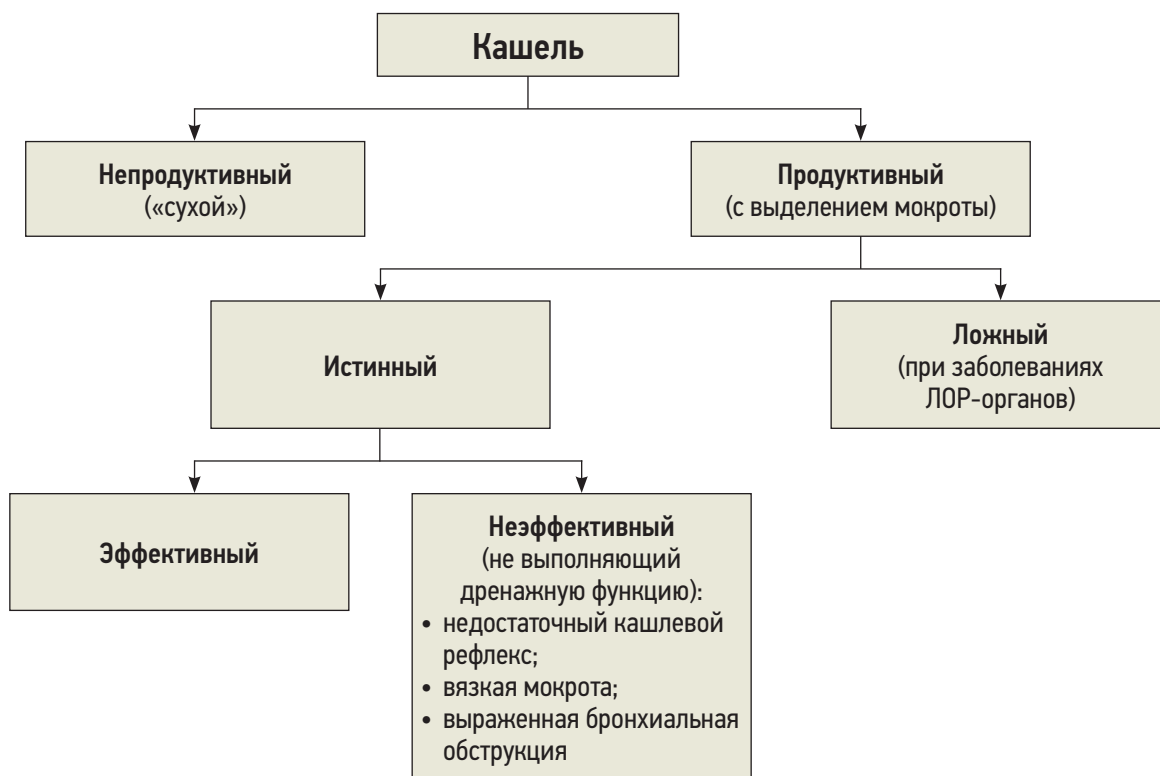 Кашель
Непродуктивный
(«сухой»)
Продуктивный
(с выделением мокроты)
Истинный
Ложный
(при заболеваниях
ЛОР-органов)
Эффективный
Неэффективный
(не выполняющий
дренажную функцию):
• недостаточный кашлевой
рефлекс;
• вязкая мокрота;
• выраженная бронхиальная
обструкция